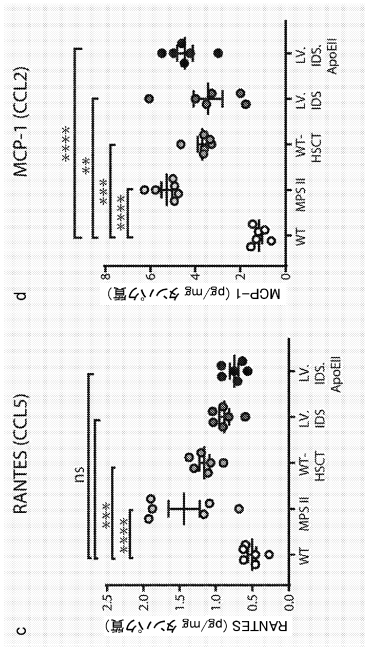 c
RANTES (CCL5)
ns
***
****
2.5
2.0
1.5
1.0
0.5
0.0
RANTES (pg/mg タンパク質)
WT
MPS II
WT-
HSCT
LV.
IDS
LV.
IDS.
ApoEII
d
MCP-1 (CCL2)
****
**
***
****
8
6
4
2
0
MCP-1 (pg/mg タンパク質)
WT
MPS II
WT-
HSCT
LV.
IDS
LV.
IDS.
ApoEII